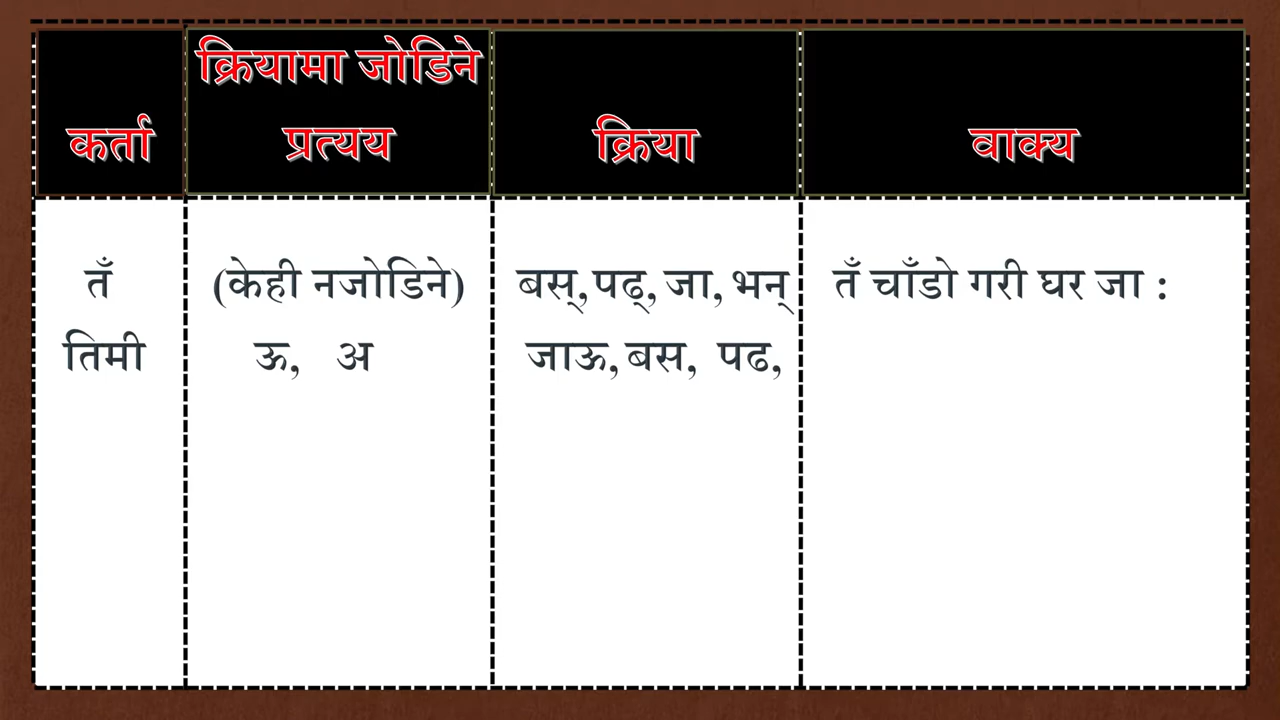 कर्ता क्रियामा जोडिने प्रत्यय क्रिया वाक्य
तँ (केही नजोडिने) बस्, पढ्, जा, भन् तँ चाँडो गरी घर जा :
तिमी ऊ, अ जाऊ, बस, पढ,